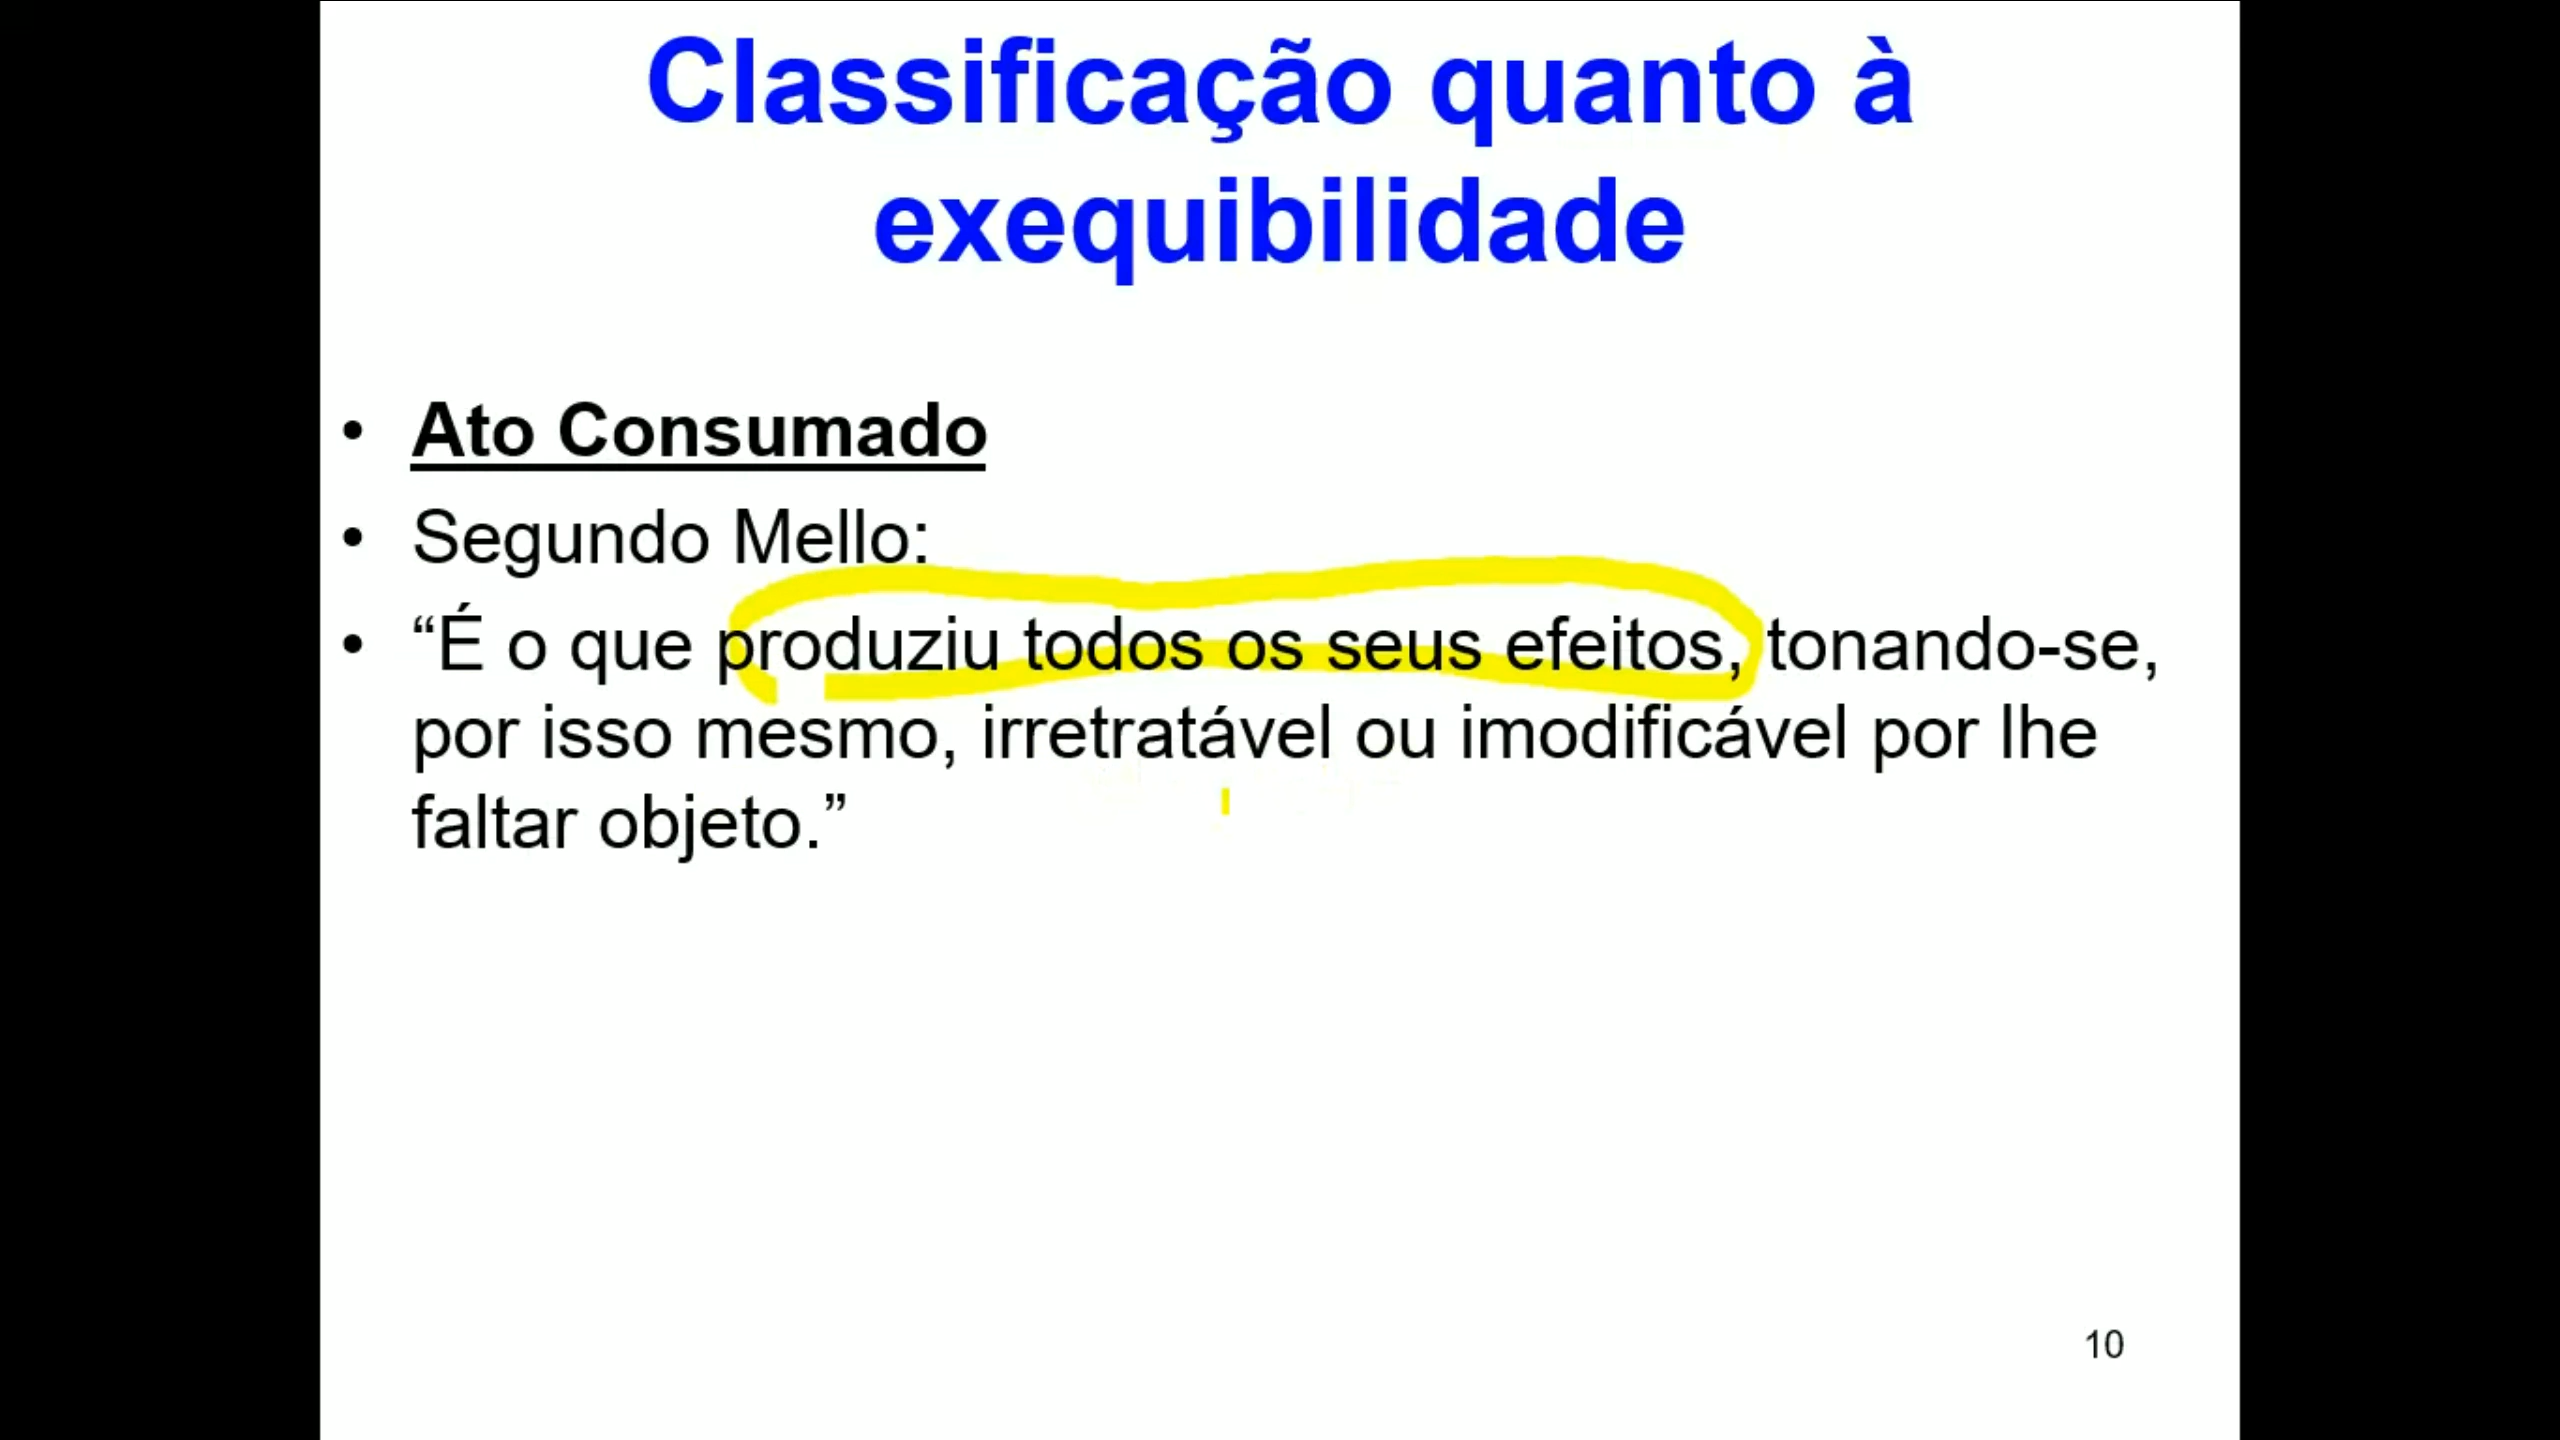 Classificação quanto à
exequibilidade
• Ato Consumado
• Segundo Mello:
• “É o que produziu todos os seus efeitos, tonando-se,
por isso mesmo, irretratável ou imodificável por lhe
faltar objeto.”
10